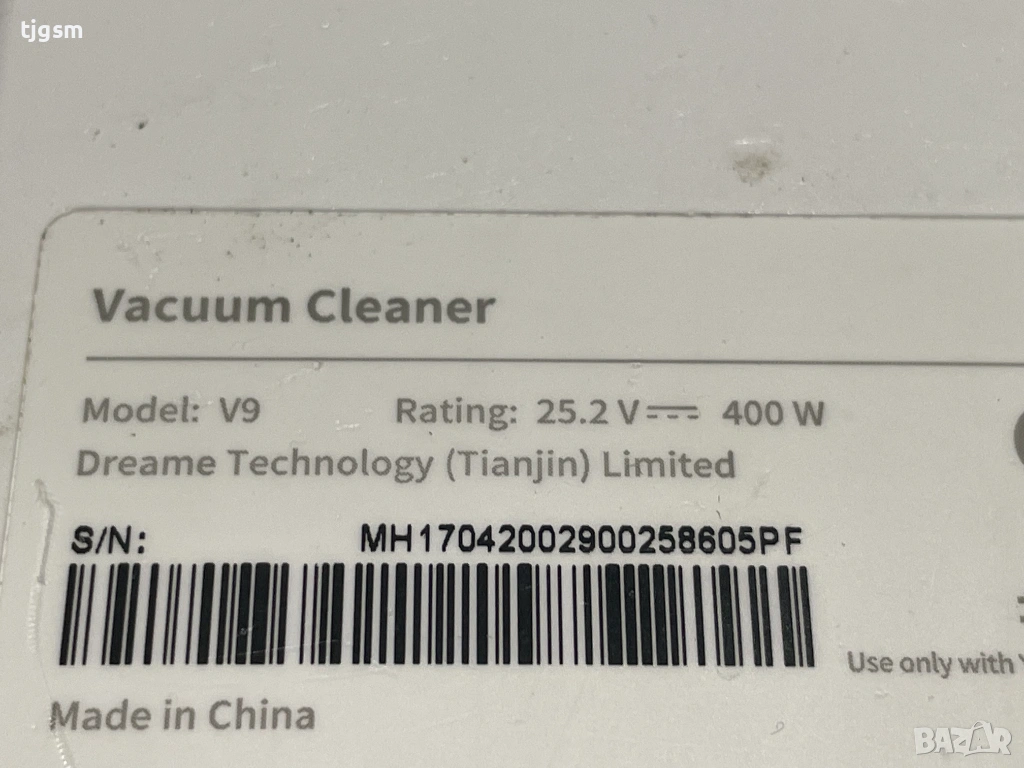 tjgsm
Vacuum Cleaner
Model: V9 Rating: 25.2 V⎓ 400 W
Dreame Technology (Tianjin) Limited
S/N: MH17042002900258605PF
Use only with
Made in China
BAZAR